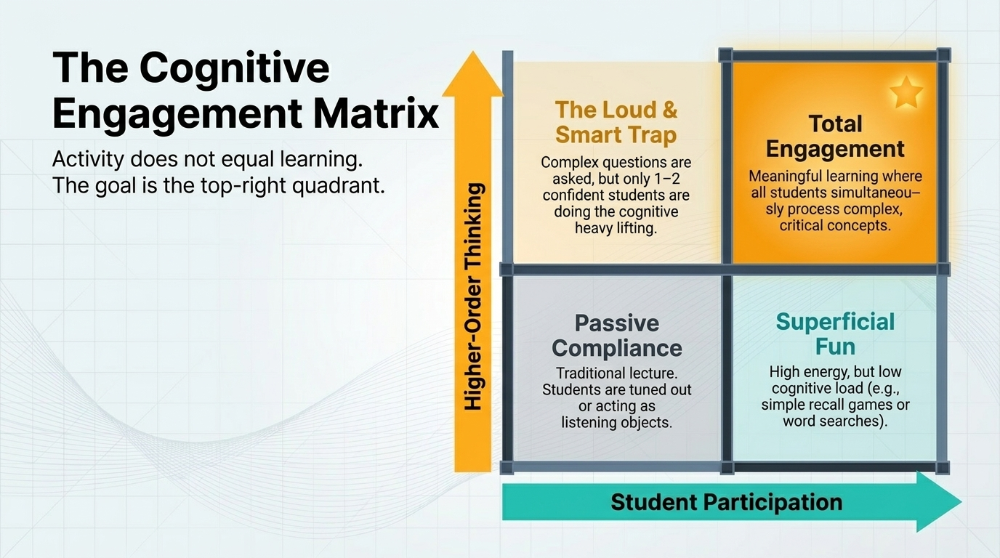 The Cognitive
Engagement Matrix
Activity does not equal learning.
The goal is the top-right quadrant.
Higher-Order Thinking
The Loud &
Smart Trap
Complex questions are
asked, but only 1–2
confident students are
doing the cognitive
heavy lifting.
Total
Engagement
Meaningful learning where
all students simultaneou–
sly process complex,
critical concepts.
Passive
Compliance
Traditional lecture.
Students are tuned out
or acting as
listening objects.
Superficial
Fun
High energy, but low
cognitive load (e.g.,
simple recall games or
word searches).
Student Participation